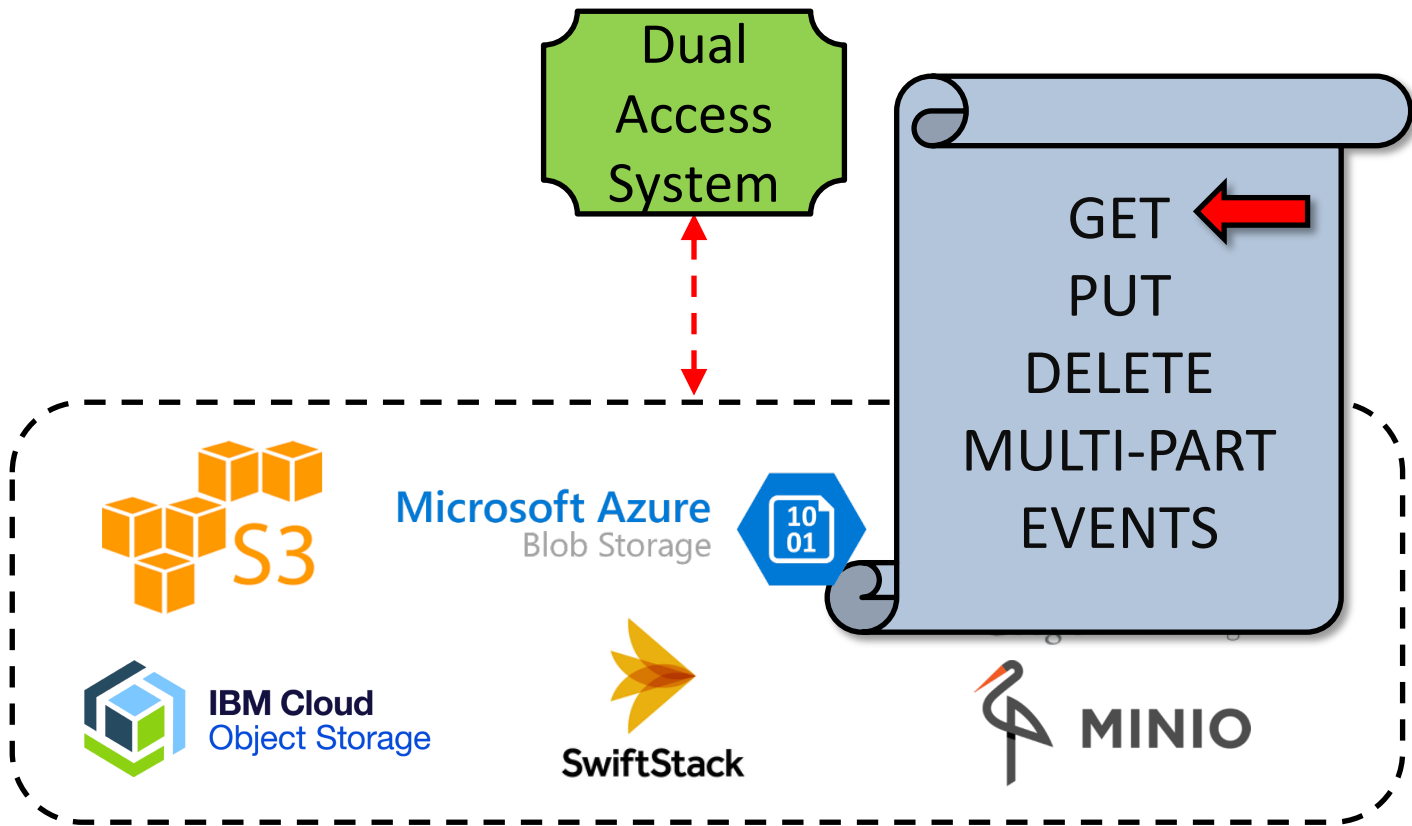 Dual
Access
System
GET
PUT
DELETE
MULTI-PART
EVENTS
S3
Microsoft Azure
Blob Storage
10
01
IBM Cloud
Object Storage
SwiftStack
MINIO